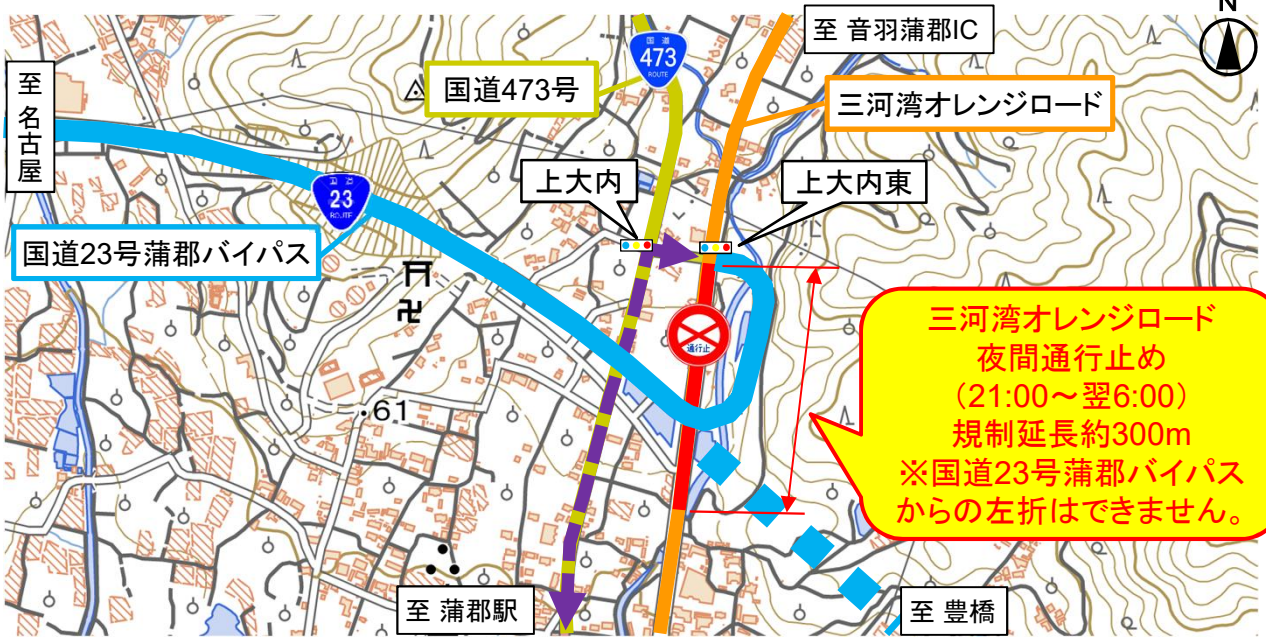 N
至 音羽蒲郡IC
国道
473
ROUTE
至 名古屋
国道473号
三河湾オレンジロード
上大内
上大内東
23
ROUTE
国道23号蒲郡バイパス
通行止
三河湾オレンジロード
夜間通行止め
（21:00～翌6:00）
規制延長約300m
※国道23号蒲郡バイパス
からの左折はできません。
61
至 蒲郡駅
至 豊橋